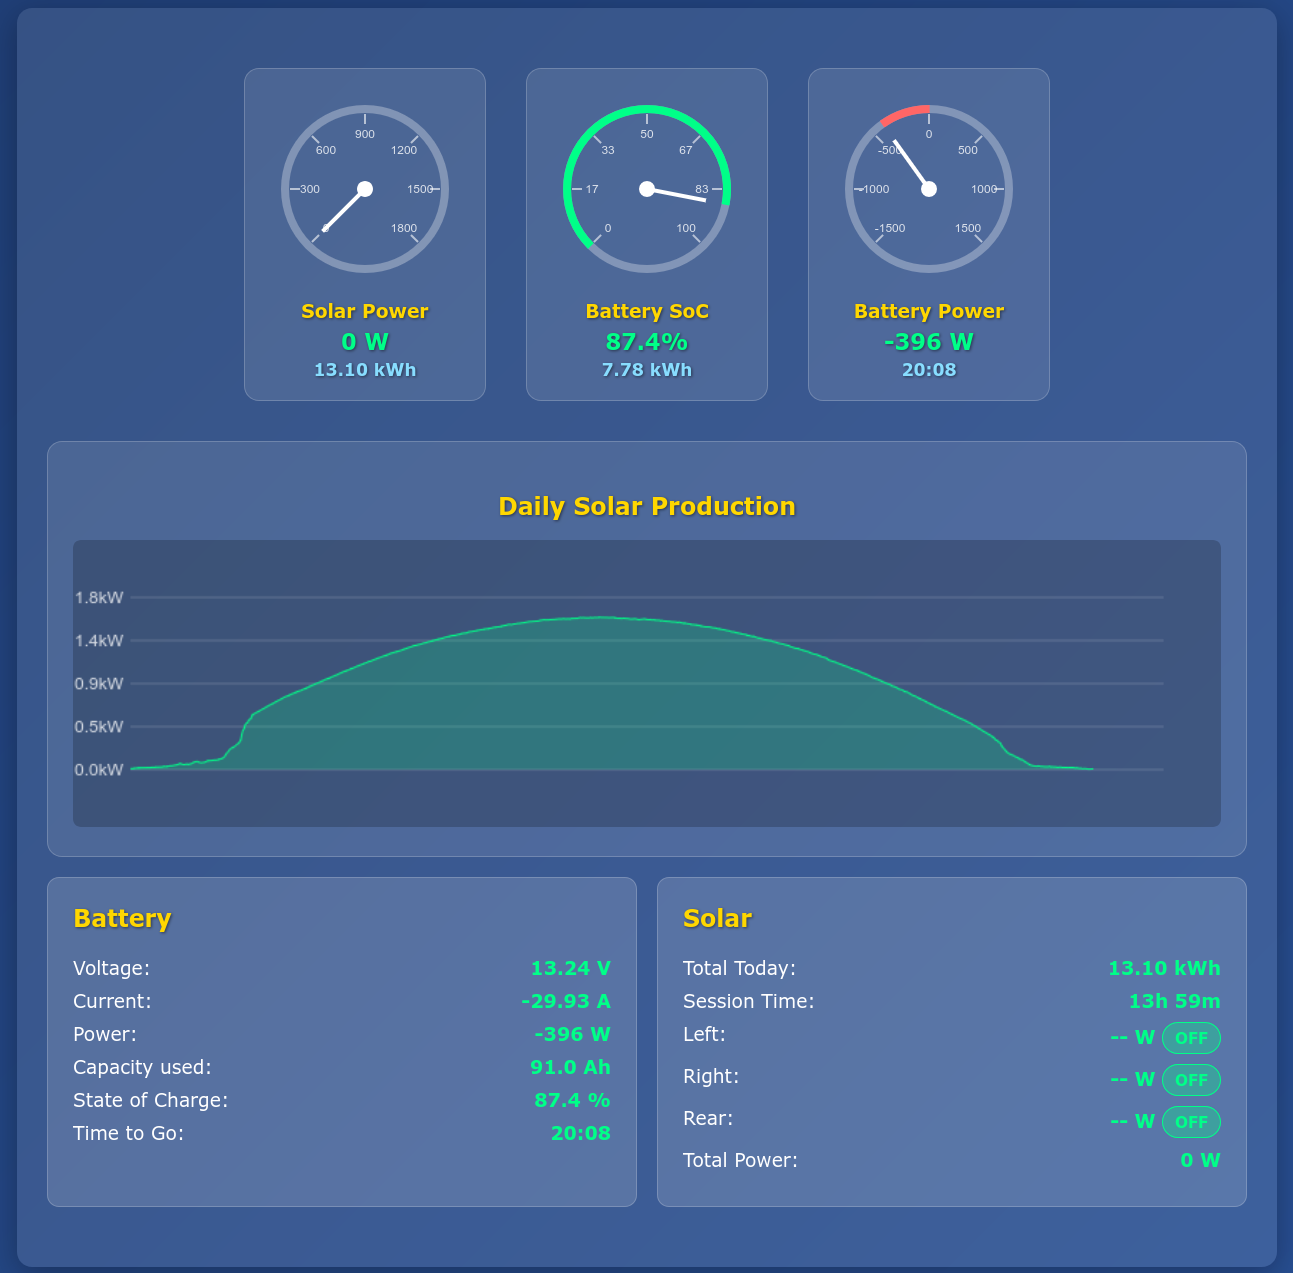 900
600 1200
300 1500
0 1800
Solar Power
0 W
13.10 kWh
50
33 67
17 83
0 100
Battery SoC
87.4%
7.78 kWh
0
-500 500
-1000 1000
-1500 1500
Battery Power
-396 W
20:08
Daily Solar Production
1.8kW
1.4kW
0.9kW
0.5kW
0.0kW
Battery
Voltage: 13.24 V
Current: -29.93 A
Power: -396 W
Capacity used: 91.0 Ah
State of Charge: 87.4 %
Time to Go: 20:08
Solar
Total Today: 13.10 kWh
Session Time: 13h 59m
Left: -- W OFF
Right: -- W OFF
Rear: -- W OFF
Total Power: 0 W